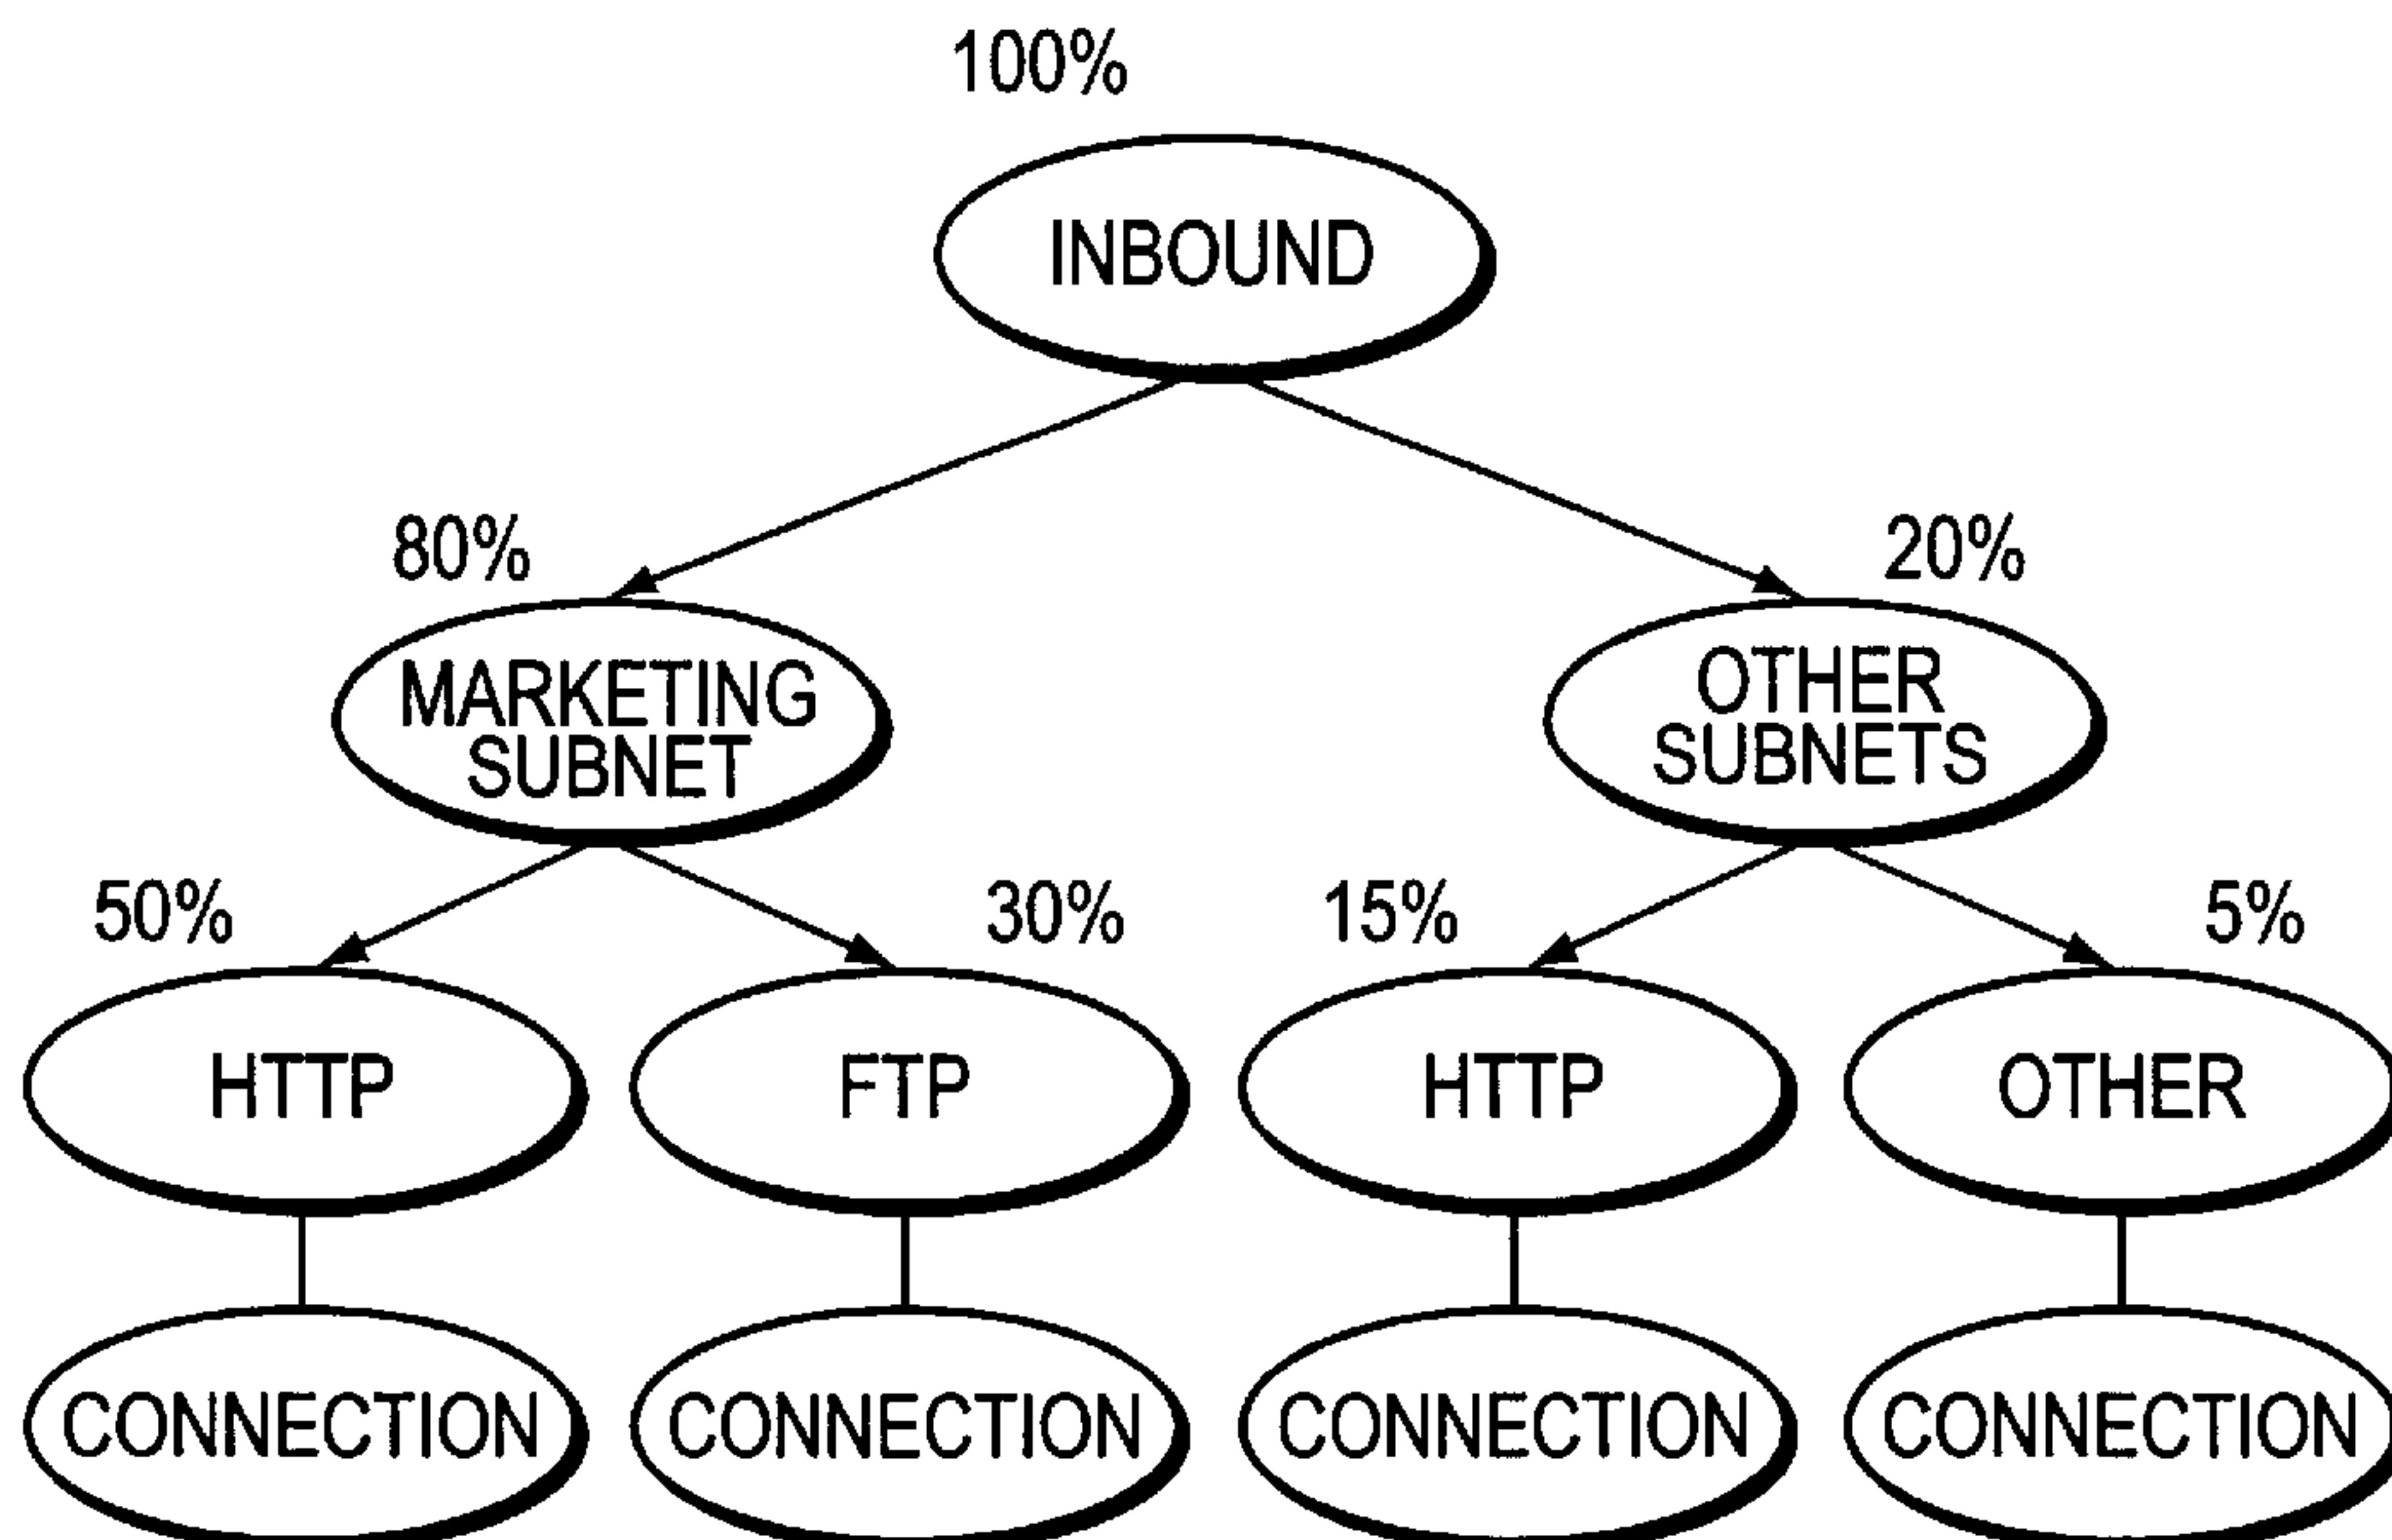 100%
INBOUND
80%
20%
MARKETING
SUBNET
OTHER
SUBNETS
50%
30%
15%
5%
HTTP
FTP
HTTP
OTHER
CONNECTION
CONNECTION
CONNECTION
CONNECTION